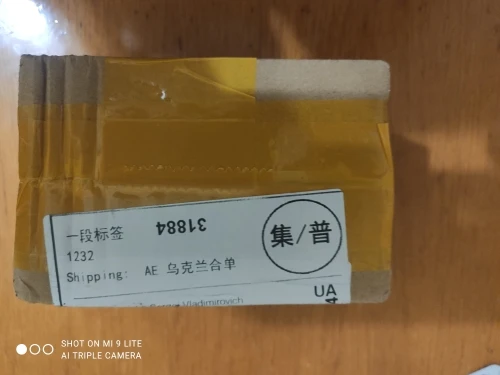 一段标签 31884
集/普
1232
Shipping: AE 乌克兰合单
Vladimirovich
UA
SHOT ON MI 9 LITE
AI TRIPLE CAMERA